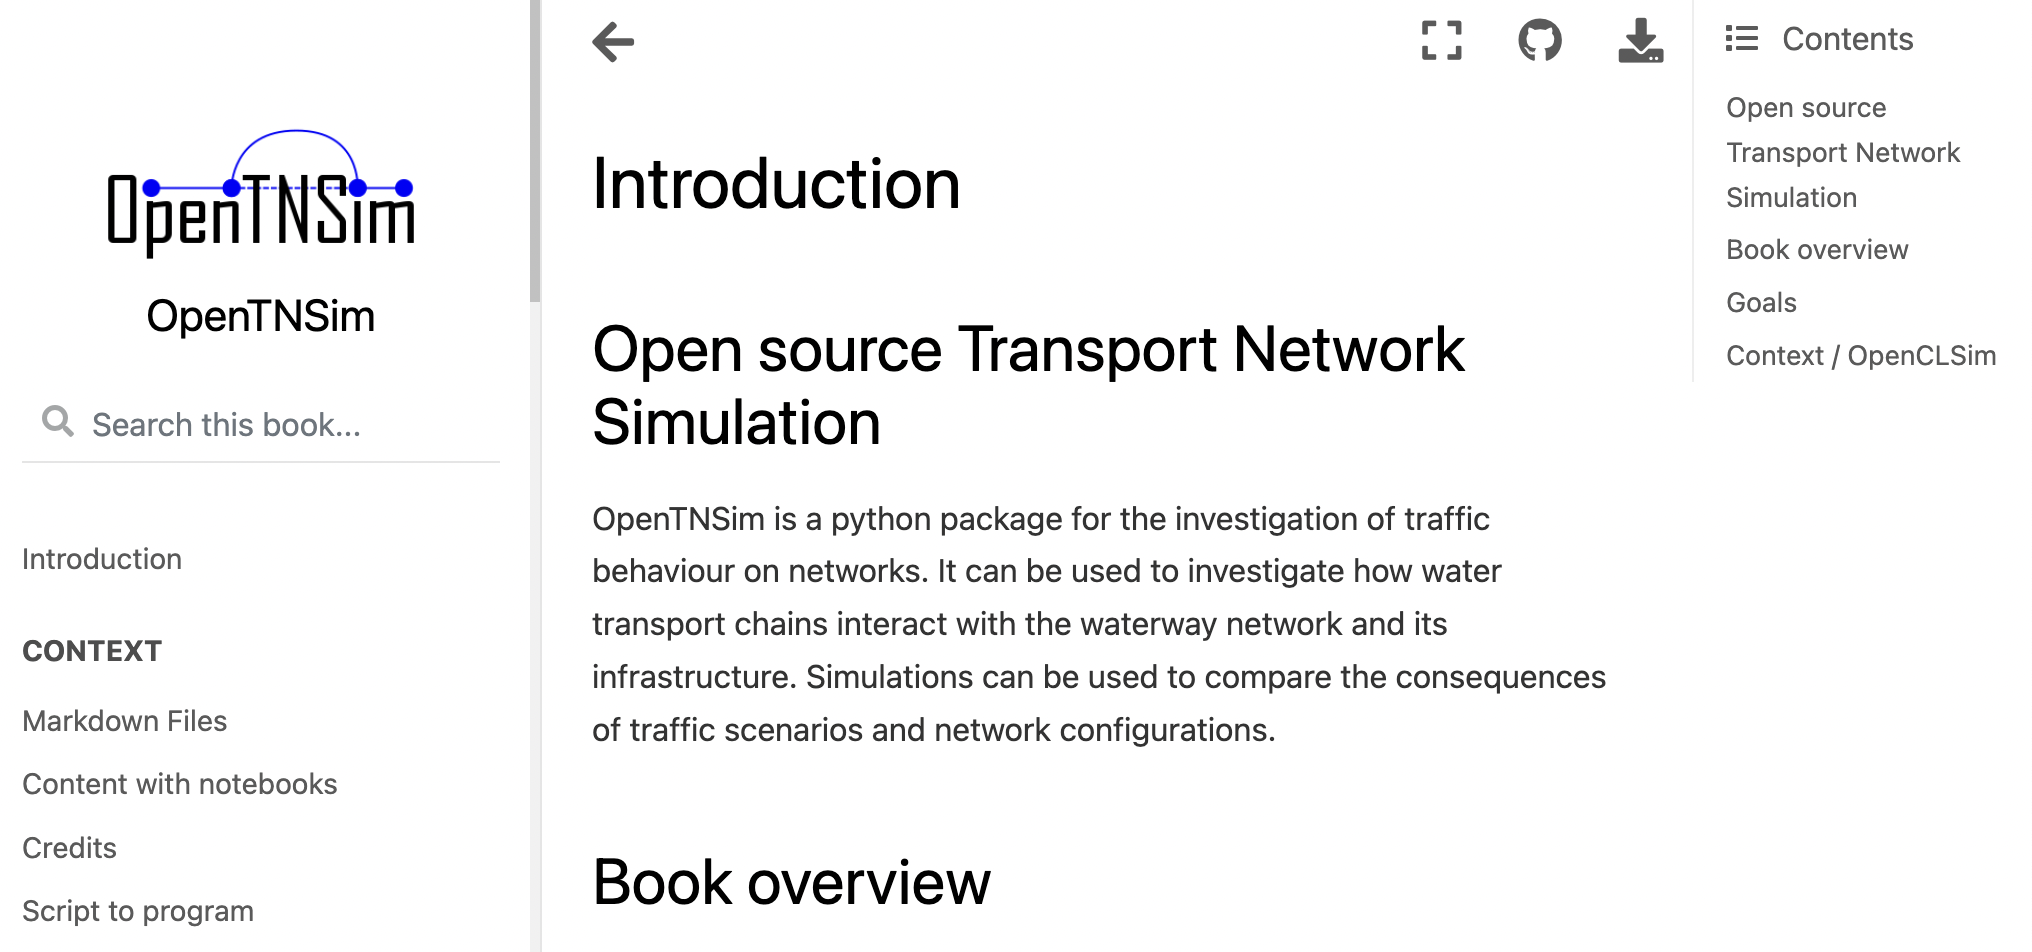 OpenTNSim
OpenTNSim
Search this book...
Introduction
CONTEXT
Markdown Files
Content with notebooks
Credits
Script to program
Introduction
Open source Transport Network
Simulation
OpenTNSim is a python package for the investigation of traffic
behaviour on networks. It can be used to investigate how water
transport chains interact with the waterway network and its
infrastructure. Simulations can be used to compare the consequences
of traffic scenarios and network configurations.
Book overview
Contents
Open source
Transport Network
Simulation
Book overview
Goals
Context / OpenCLSim